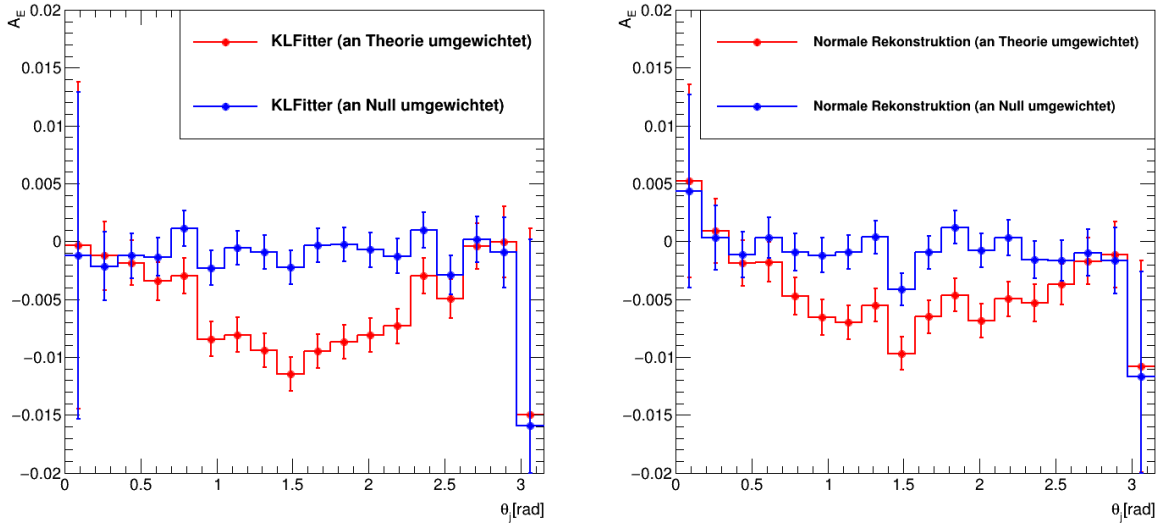 A_E
0.02
0.015
0.01
0.005
0
−0.005
−0.01
−0.015
−0.02
KLFitter (an Theorie umgewichtet)
KLFitter (an Null umgewichtet)
0 0.5 1 1.5 2 2.5 3
θ_j[rad]
A_E
0.02
0.015
0.01
0.005
0
−0.005
−0.01
−0.015
−0.02
Normale Rekonstruktion (an Theorie umgewichtet)
Normale Rekonstruktion (an Null umgewichtet)
0 0.5 1 1.5 2 2.5 3
θ_j[rad]